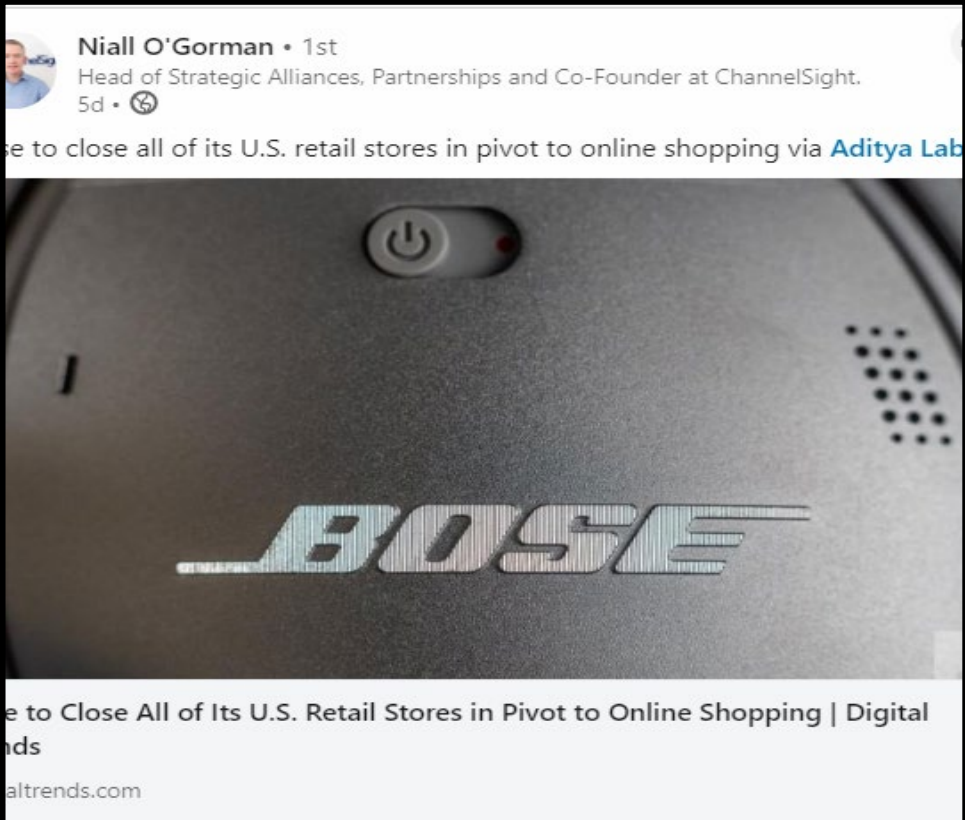 Niall O'Gorman • 1st
Head of Strategic Alliances, Partnerships and Co-Founder at ChannelSight.
5d •
se to close all of its U.S. retail stores in pivot to online shopping via Aditya Lab
BOSE
e to Close All of Its U.S. Retail Stores in Pivot to Online Shopping | Digital
nds
altrends.com